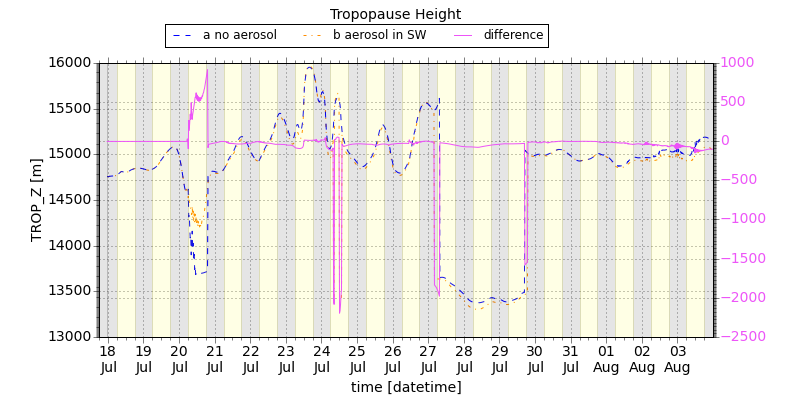 Tropopause Height
a no aerosol b aerosol in SW difference
16000
15500
15000
14500
14000
13500
13000
TROP_Z [m]
1000
500
0
−500
−1000
−1500
−2000
−2500
18 19 20 21 22 23 24 25 26 27 28 29 30 31 01 02 03
Jul Jul Jul Jul Jul Jul Jul Jul Jul Jul Jul Jul Jul Jul Aug Aug Aug
time [datetime]